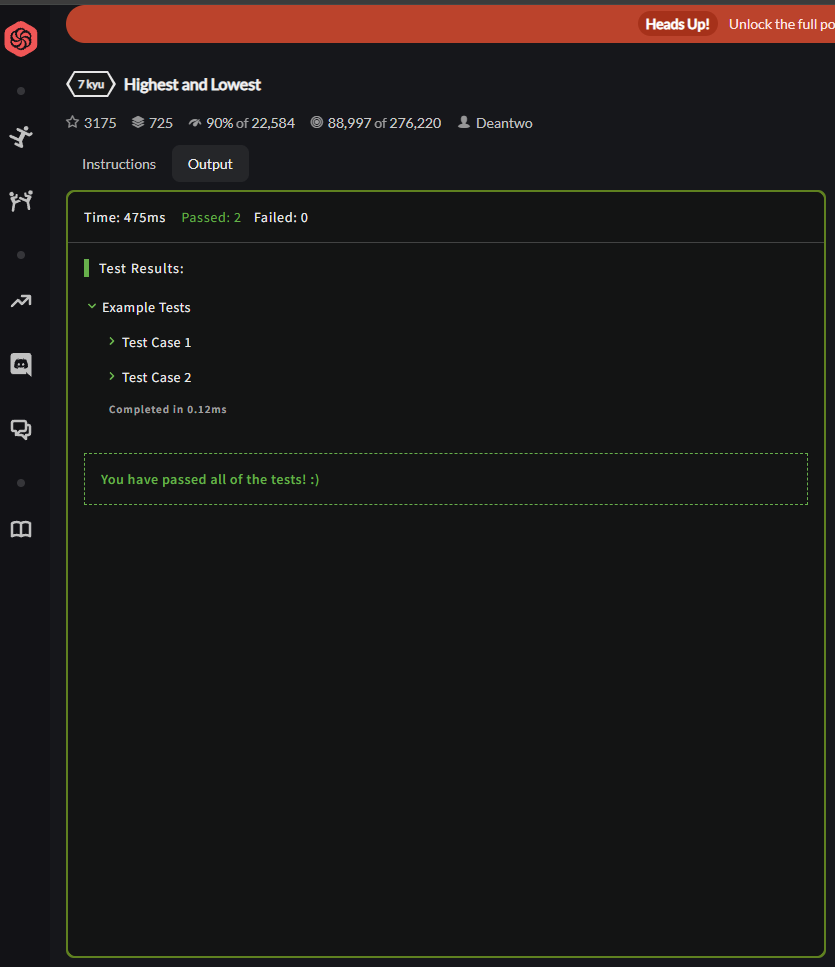 Heads Up! Unlock the full po
7 kyu Highest and Lowest
3175 725 90% of 22,584 88,997 of 276,220 Deantwo
Instructions Output
Time: 475ms Passed: 2 Failed: 0
Test Results:
Example Tests
Test Case 1
Test Case 2
Completed in 0.12ms
You have passed all of the tests! :)